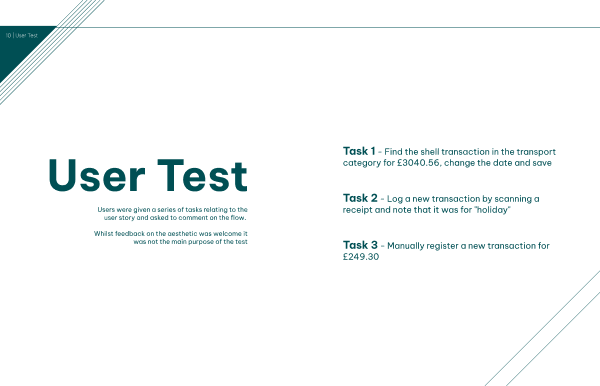 10 | User Test
User Test
Users were given a series of tasks relating to the
user story and asked to comment on the flow.
Whilst feedback on the aesthetic was welcome it
was not the main purpose of the test
Task 1 - Find the shell transaction in the transport
category for £3040.56, change the date and save
Task 2 - Log a new transaction by scanning a
receipt and note that it was for "holiday"
Task 3 - Manually register a new transaction for
£249.30